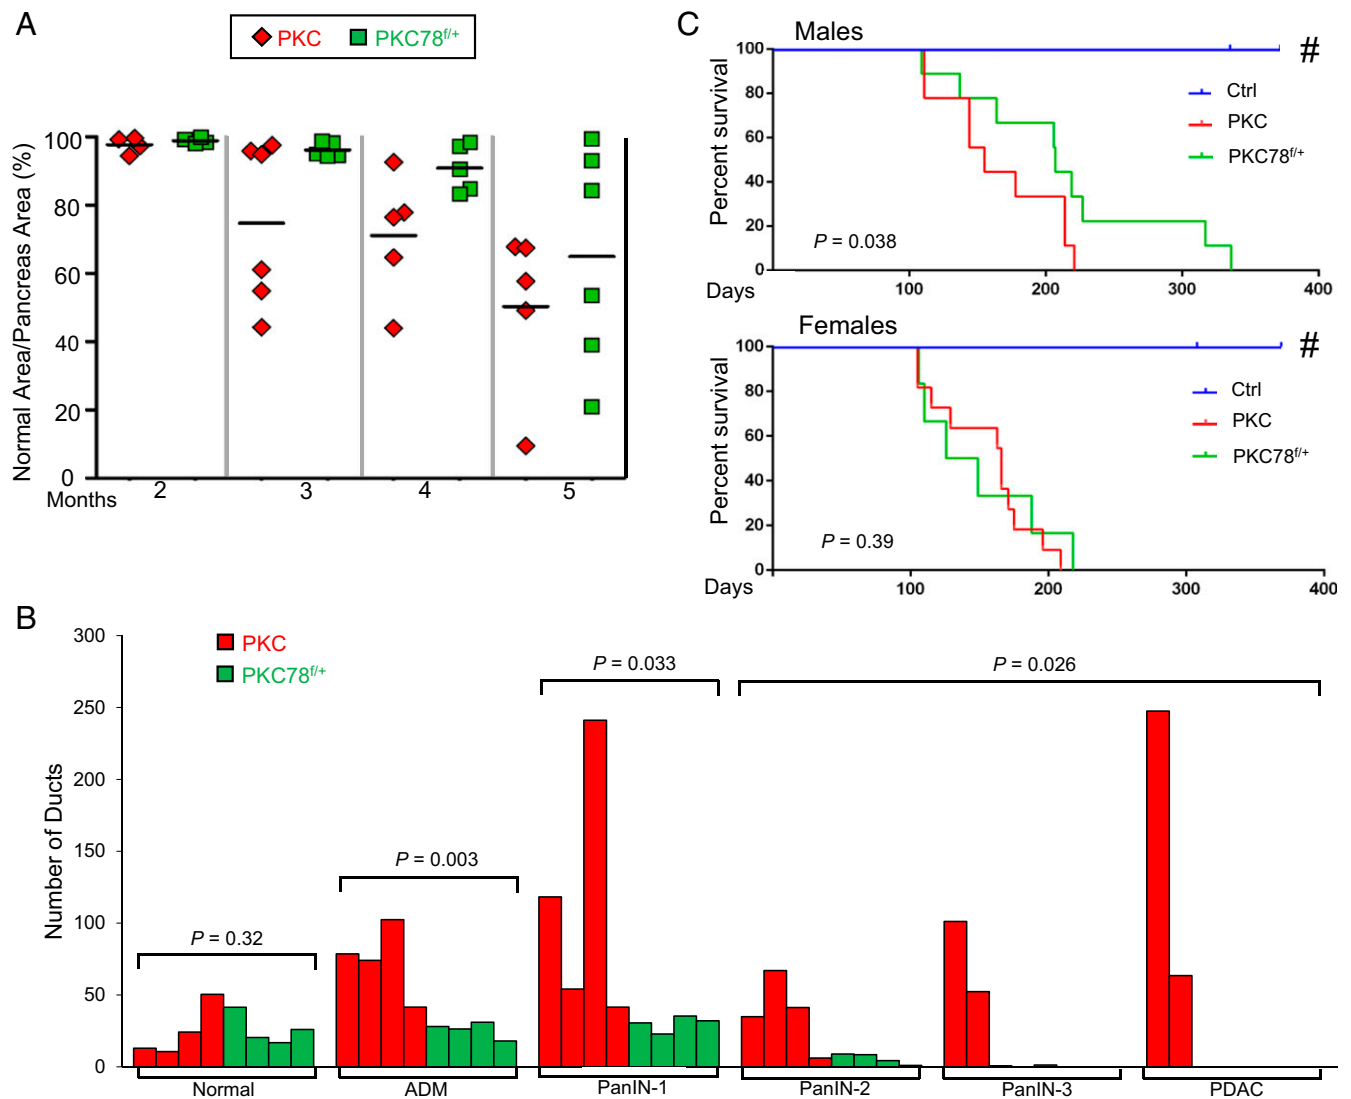 A
PKC
PKC78f/+
Normal Area/Pancreas Area (%)
100
80
60
40
20
0
Months
2
3
4
5
C
Males
Percent survival
100
80
60
40
20
0
#
Ctrl
PKC
PKC78f/+
P = 0.038
Days
100
200
300
400
Females
Percent survival
100
80
60
40
20
0
#
Ctrl
PKC
PKC78f/+
P = 0.39
Days
100
200
300
400
B
PKC
PKC78f/+
Number of Ducts
300
250
200
150
100
50
0
P = 0.32
P = 0.003
P = 0.033
P = 0.026
Normal
ADM
PanIN-1
PanIN-2
PanIN-3
PDAC